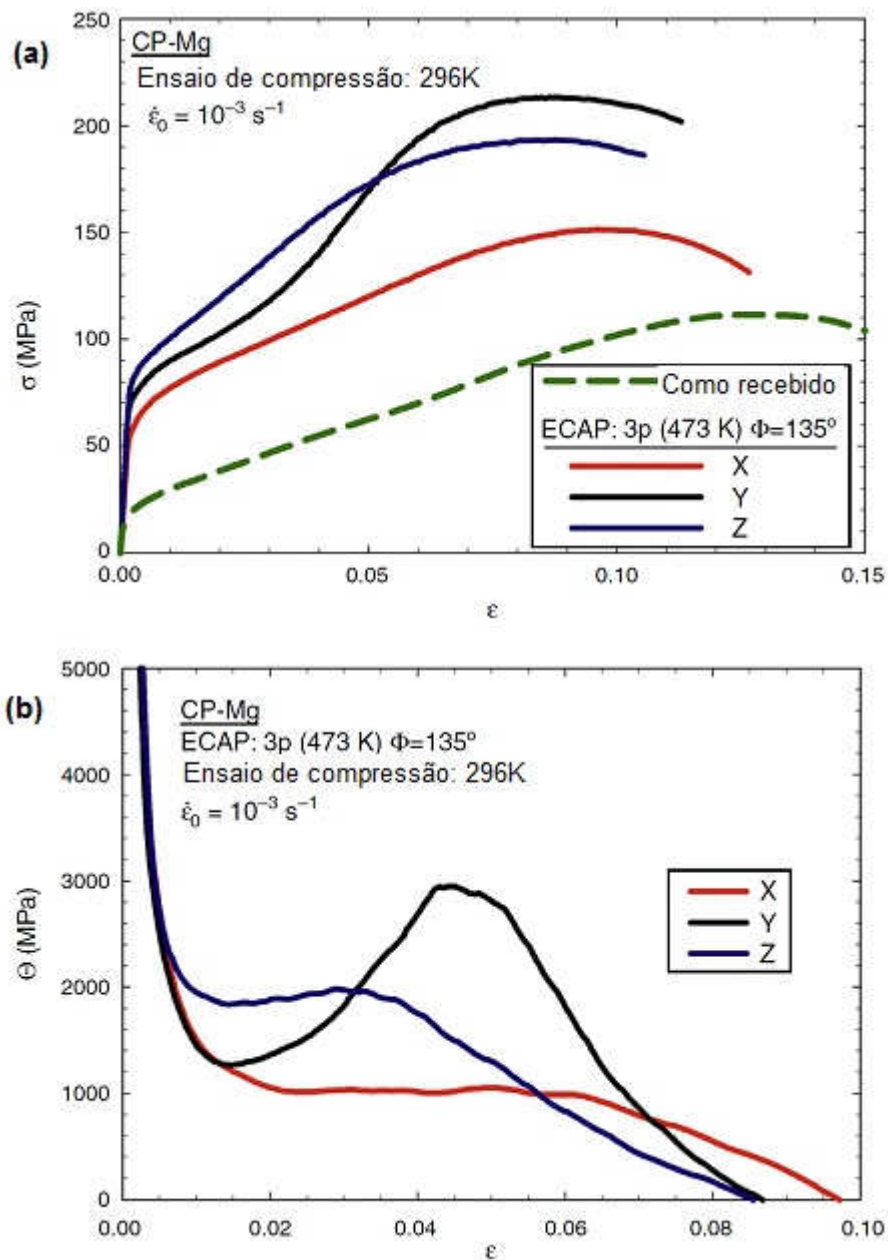 (a)
250
200
150
100
50
0
σ (MPa)
CP-Mg
Ensaio de compressão: 296K
ε̇₀ = 10⁻³ s⁻¹
Como recebido
ECAP: 3p (473 K) Φ=135º
X
Y
Z
0.00 0.05 0.10 0.15
ε
(b)
5000
4000
3000
2000
1000
0
Θ (MPa)
CP-Mg
ECAP: 3p (473 K) Φ=135º
Ensaio de compressão: 296K
ε̇₀ = 10⁻³ s⁻¹
X
Y
Z
0.00 0.02 0.04 0.06 0.08 0.10
ε